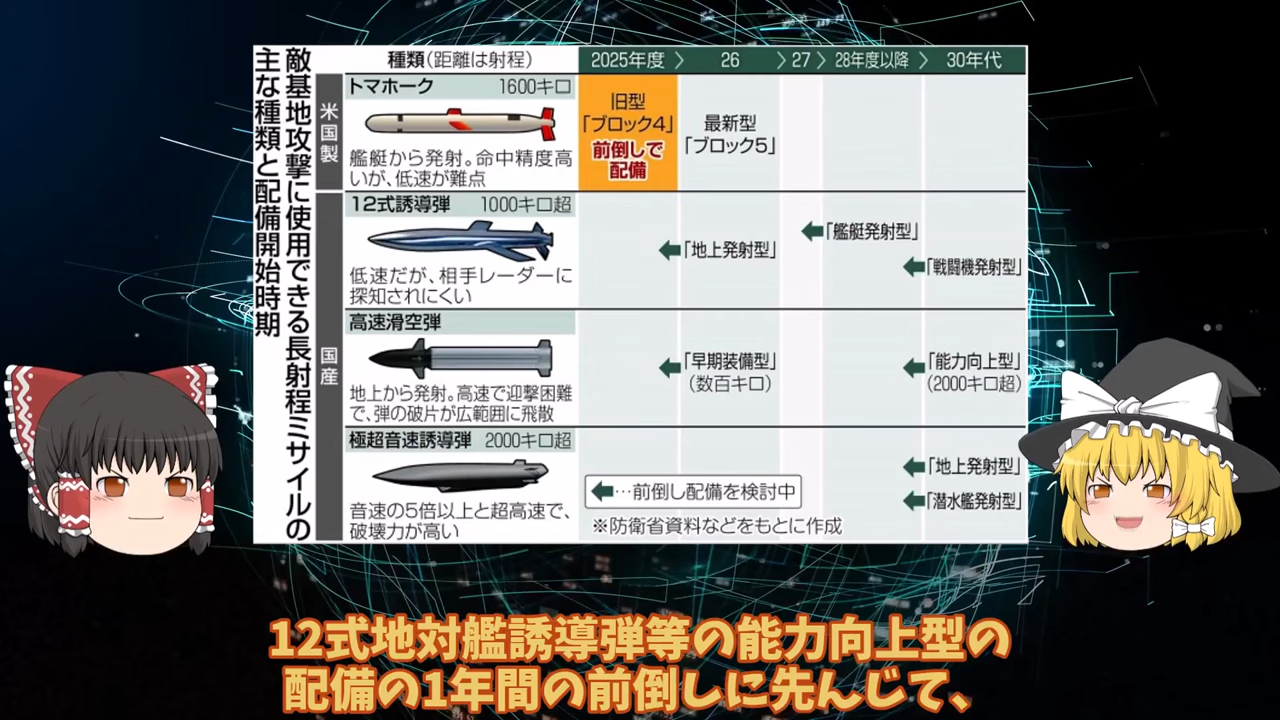 敵基地攻撃に使用できる長射程ミサイルの
主な種類と配備開始時期
種類(距離は射程)
2025年度 > 26 > 27 > 28年度以降 > 30年代
米国製
トマホーク 1600キロ
艦艇から発射。命中精度高
いが、低速が難点
旧型
「ブロック4」
前倒しで
配備
最新型
「ブロック5」
国産
12式誘導弾 1000キロ超
低速だが、相手レーダーに
探知されにくい
←「地上発射型」
←「艦艇発射型」
←「戦闘機発射型」
高速滑空弾
地上から発射。高速で迎撃困難
で、弾の破片が広範囲に飛散
←「早期装備型」
(数百キロ)
←「能力向上型」
(2000キロ超)
極超音速誘導弾 2000キロ超
音速の5倍以上と超高速で、
破壊力が高い
←「地上発射型」
←「潜水艦発射型」
←…前倒し配備を検討中
※防衛省資料などをもとに作成
12式地対艦誘導弾等の能力向上型の
配備の1年間の前倒しに先んじて、